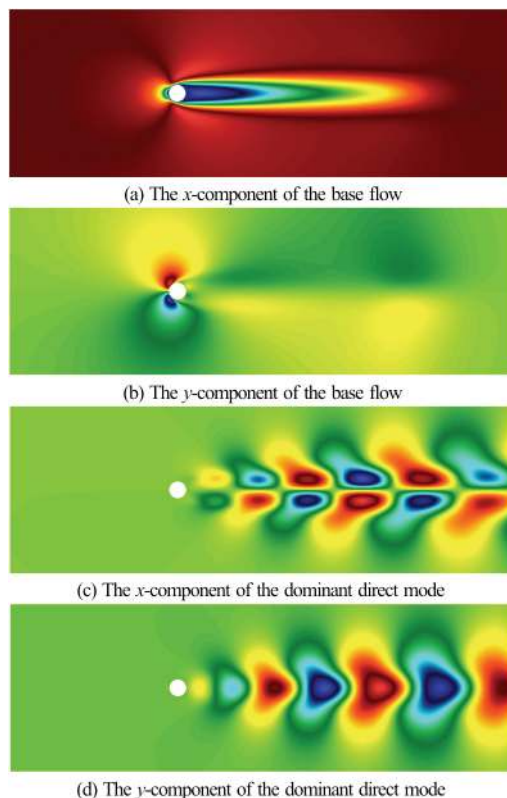 (a) The x-component of the base flow
(b) The y-component of the base flow
(c) The x-component of the dominant direct mode
(d) The y-component of the dominant direct mode